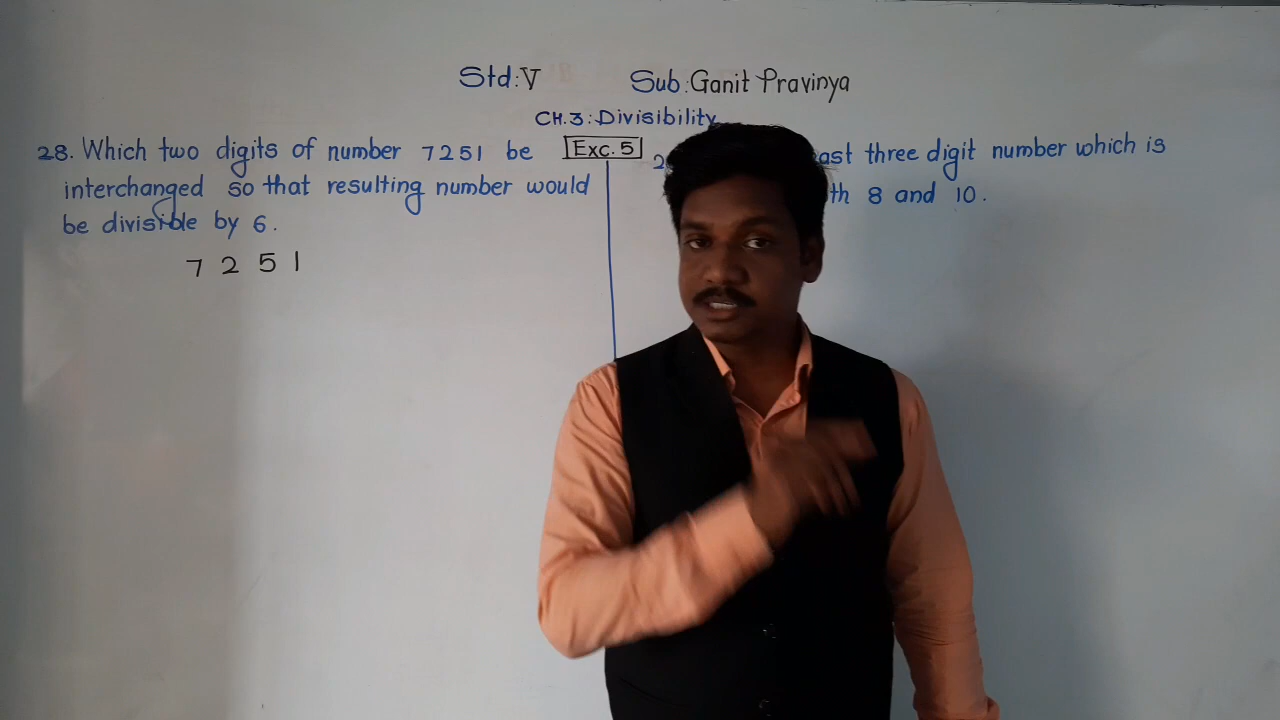 Std:V Sub:Ganit Pravinya
CH.3:Divisibility
Exc.5
28. Which two digits of number 7251 be
interchanged so that resulting number would
be divisible by 6.
7 2 5 1
three digit number which is
8 and 10.